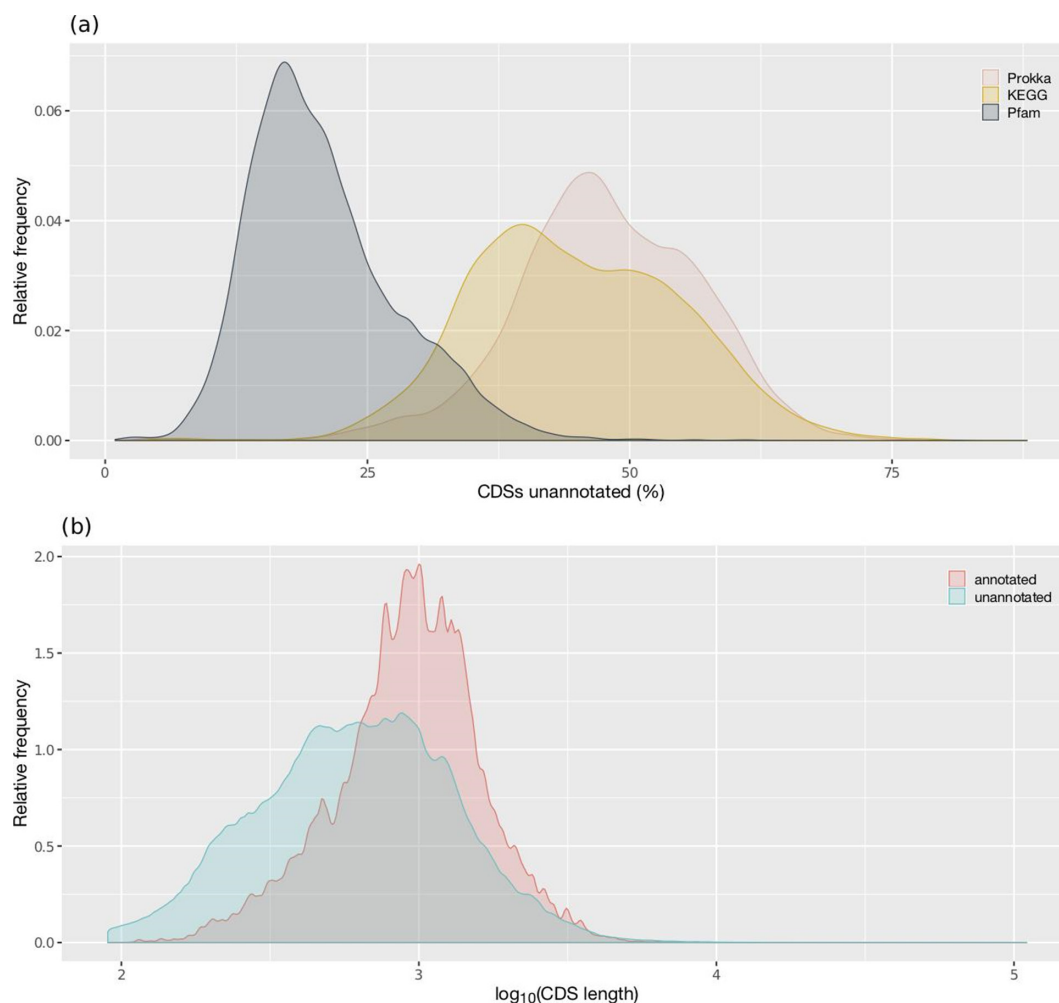 (a)
Prokka
KEGG
Pfam
0.06
0.04
0.02
0.00
Relative frequency
0 25 50 75
CDSs unannotated (%)
(b)
annotated
unannotated
2.0
1.5
1.0
0.5
0.0
Relative frequency
2 3 4 5
log10(CDS length)